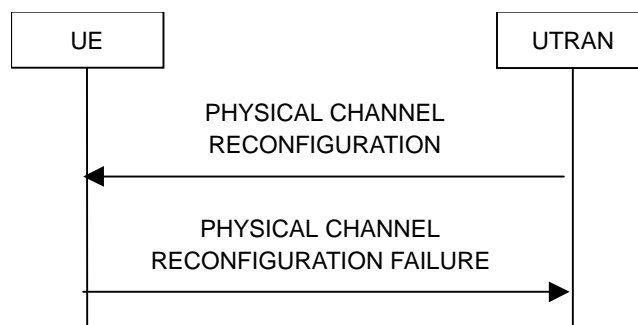 UE
UTRAN
PHYSICAL CHANNEL
RECONFIGURATION
PHYSICAL CHANNEL
RECONFIGURATION FAILURE